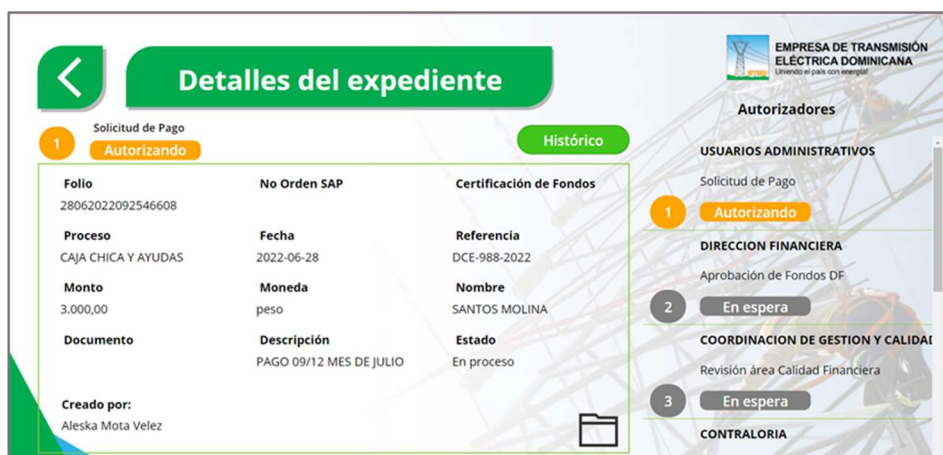 Detalles del expediente
EMPRESA DE TRANSMISIÓN
ELÉCTRICA DOMINICANA
Uniendo el país con energía!
Autorizadores
1
Solicitud de Pago
Autorizando
Histórico
Folio
28062022092546608
No Orden SAP
Certificación de Fondos
Proceso
CAJA CHICA Y AYUDAS
Fecha
2022-06-28
Referencia
DCE-988-2022
Monto
3.000,00
Moneda
peso
Nombre
SANTOS MOLINA
Documento
Descripción
PAGO 09/12 MES DE JULIO
Estado
En proceso
Creado por:
Aleska Mota Velez
USUARIOS ADMINISTRATIVOS
Solicitud de Pago
1
Autorizando
DIRECCION FINANCIERA
Aprobación de Fondos DF
2
En espera
COORDINACION DE GESTION Y CALIDAD
Revisión área Calidad Financiera
3
En espera
CONTRALORIA